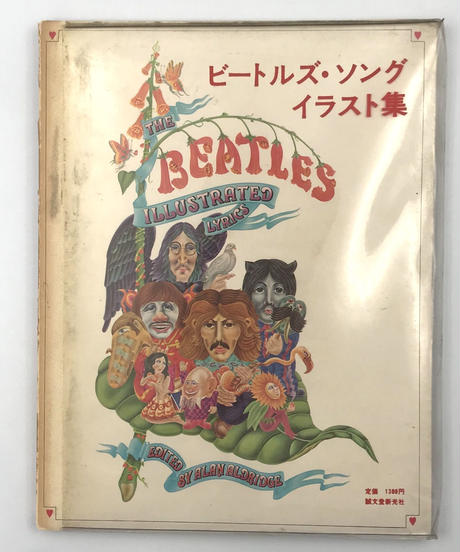 ビートルズ・ソング
イラスト集
THE
BEATLES
ILLUSTRATED
LYRICS
EDITED
BY ALAN ALDRIDGE
定価 1300円
誠文堂新光社